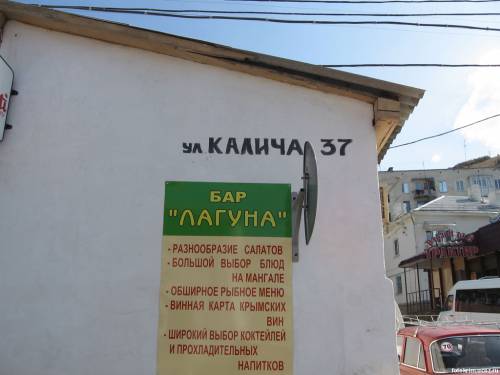 ул КАЛИЧА 37
БАР
"ЛАГУНА"
- РАЗНООБРАЗИЕ САЛАТОВ
- БОЛЬШОЙ ВЫБОР БЛЮД
НА МАНГАЛЕ
- ОБШИРНОЕ РЫБНОЕ МЕНЮ
- ВИННАЯ КАРТА КРЫМСКИХ
ВИН
- ШИРОКИЙ ВЫБОР КОКТЕЙЛЕЙ
И ПРОХЛАДИТЕЛЬНЫХ
НАПИТКОВ